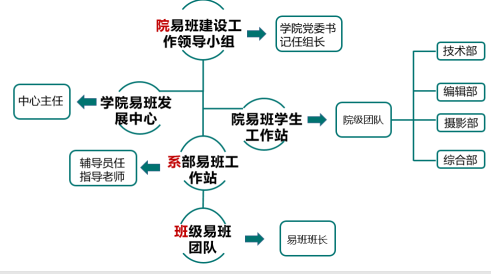 院易班建设工
作领导小组
学院党委书
记任组长
技术部
中心主任
学院易班发
展中心
院易班学生
工作站
院级团队
编辑部
摄影部
综合部
辅导员任
指导老师
系部易班工
作站
班级易班
团队
易班班长